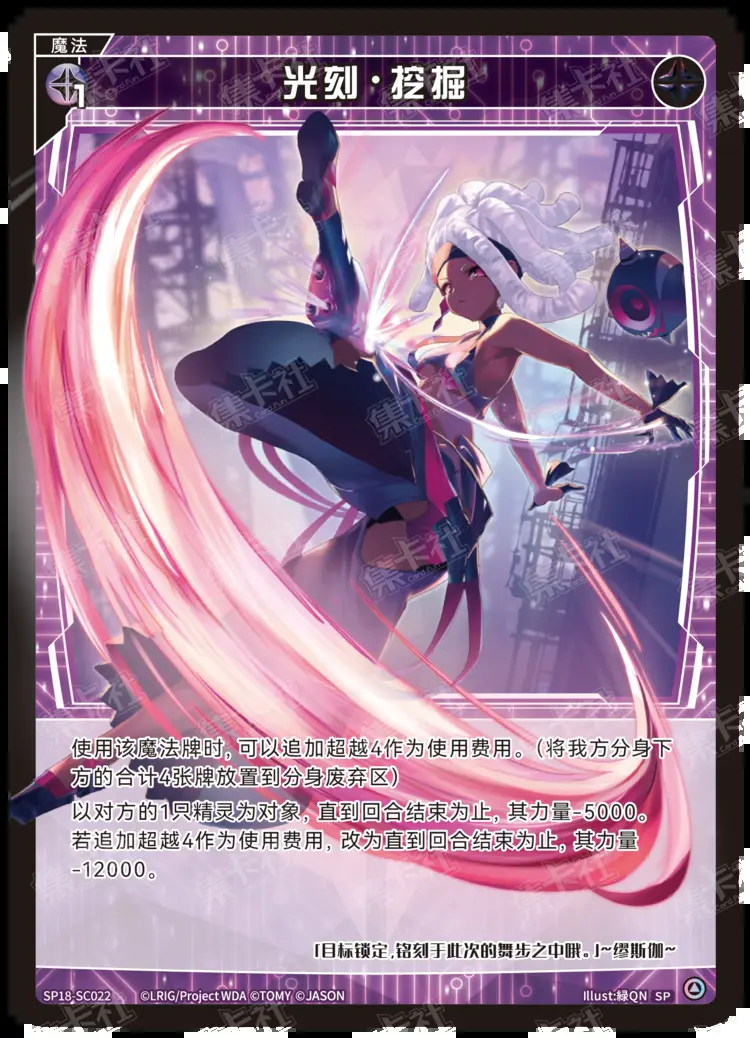 魔法
1
光刻·挖掘
使用该魔法牌时,可以追加超越4作为使用费用。(将我方分身下
方的合计4张牌放置到分身废弃区)
以对方的1只精灵为对象,直到回合结束为止,其力量-5000。
若追加超越4作为使用费用,改为直到回合结束为止,其力量
-12000。
「目标锁定,铭刻于此次的舞步之中哦。」~缪斯伽~
SP18-SC022 ©LRIG/Project WDA ©TOMY ©JASON Illust:緑QN SP
集卡社